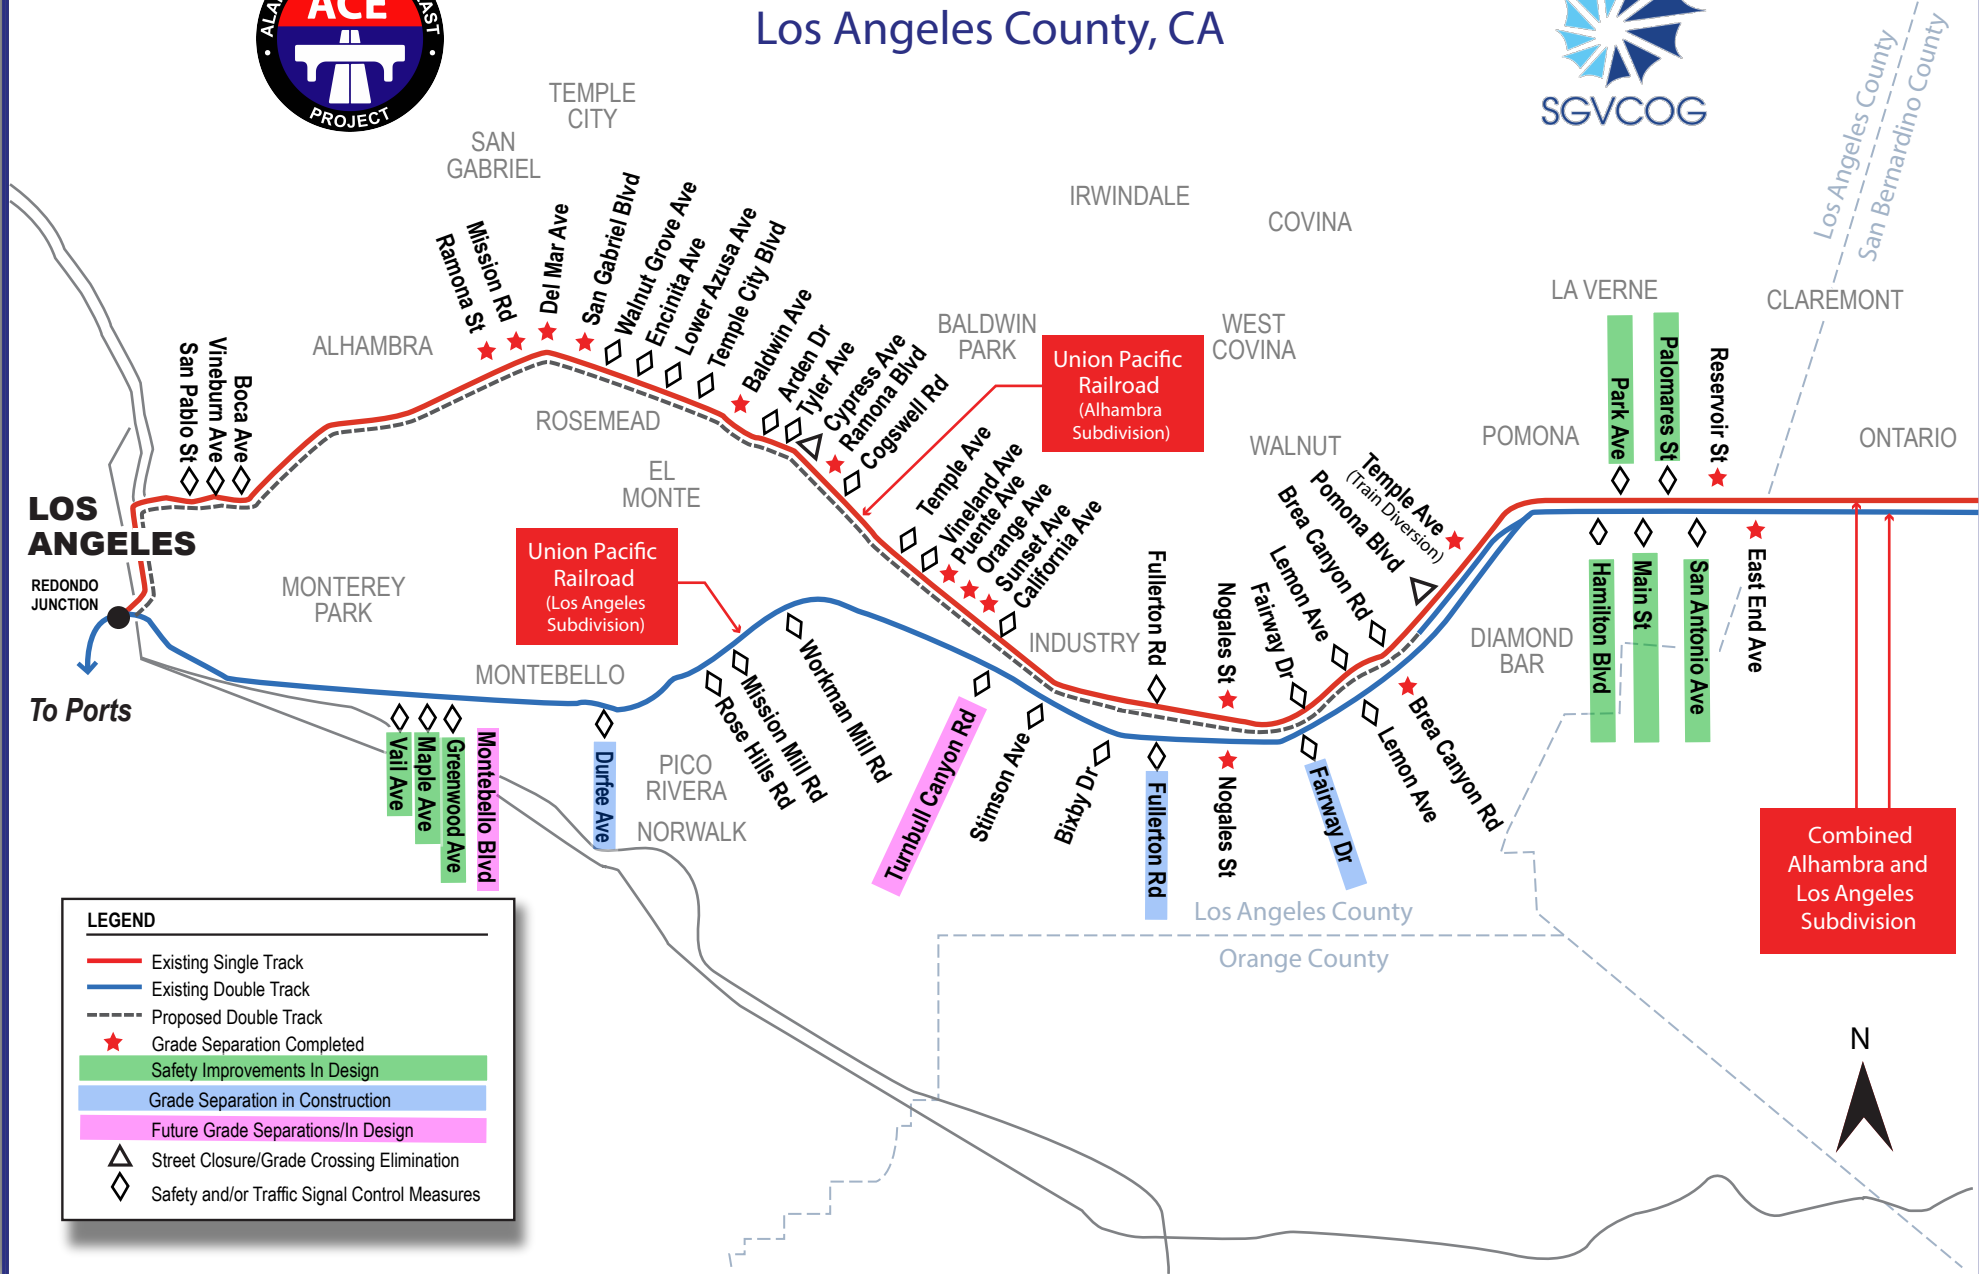 ACE
PROJECT
Los Angeles County, CA
SGVCOG
Los Angeles County
San Bernardino County
TEMPLE
CITY
SAN
GABRIEL
IRWINDALE
COVINA
ALHAMBRA
ROSEMEAD
EL
MONTE
BALDWIN
PARK
WEST
COVINA
LA VERNE
CLAREMONT
WALNUT
POMONA
ONTARIO
San Pablo St
Vineburn Ave
Boca Ave
Ramona St
Mission Rd
Del Mar Ave
San Gabriel Blvd
Walnut Grove Ave
Encinita Ave
Lower Azusa Ave
Temple City Blvd
Baldwin Ave
Arden Dr
Tyler Ave
Cypress Ave
Ramona Blvd
Cogswell Rd
Union Pacific
Railroad
(Alhambra
Subdivision)
Temple Ave
Vineland Ave
Puente Ave
Orange Ave
Sunset Ave
California Ave
Fullerton Rd
Nogales St
Fairway Dr
Lemon Ave
Brea Canyon Rd
Pomona Blvd
Temple Ave
(Train Diversion)
Park Ave
Palomares St
Reservoir St
LOS
ANGELES
REDONDO
JUNCTION
To Ports
MONTEREY
PARK
Union Pacific
Railroad
(Los Angeles
Subdivision)
MONTEBELLO
INDUSTRY
DIAMOND
BAR
PICO
RIVERA
NORWALK
Vail Ave
Maple Ave
Greenwood Ave
Montebello Blvd
Durfee Ave
Rose Hills Rd
Mission Mill Rd
Workman Mill Rd
Turnbull Canyon Rd
Stimson Ave
Bixby Dr
Fullerton Rd
Nogales St
Fairway Dr
Lemon Ave
Brea Canyon Rd
Hamilton Blvd
Main St
San Antonio Ave
East End Ave
Combined
Alhambra and
Los Angeles
Subdivision
Los Angeles County
Orange County
N
LEGEND
Existing Single Track
Existing Double Track
Proposed Double Track
Grade Separation Completed
Safety Improvements In Design
Grade Separation in Construction
Future Grade Separations/In Design
Street Closure/Grade Crossing Elimination
Safety and/or Traffic Signal Control Measures